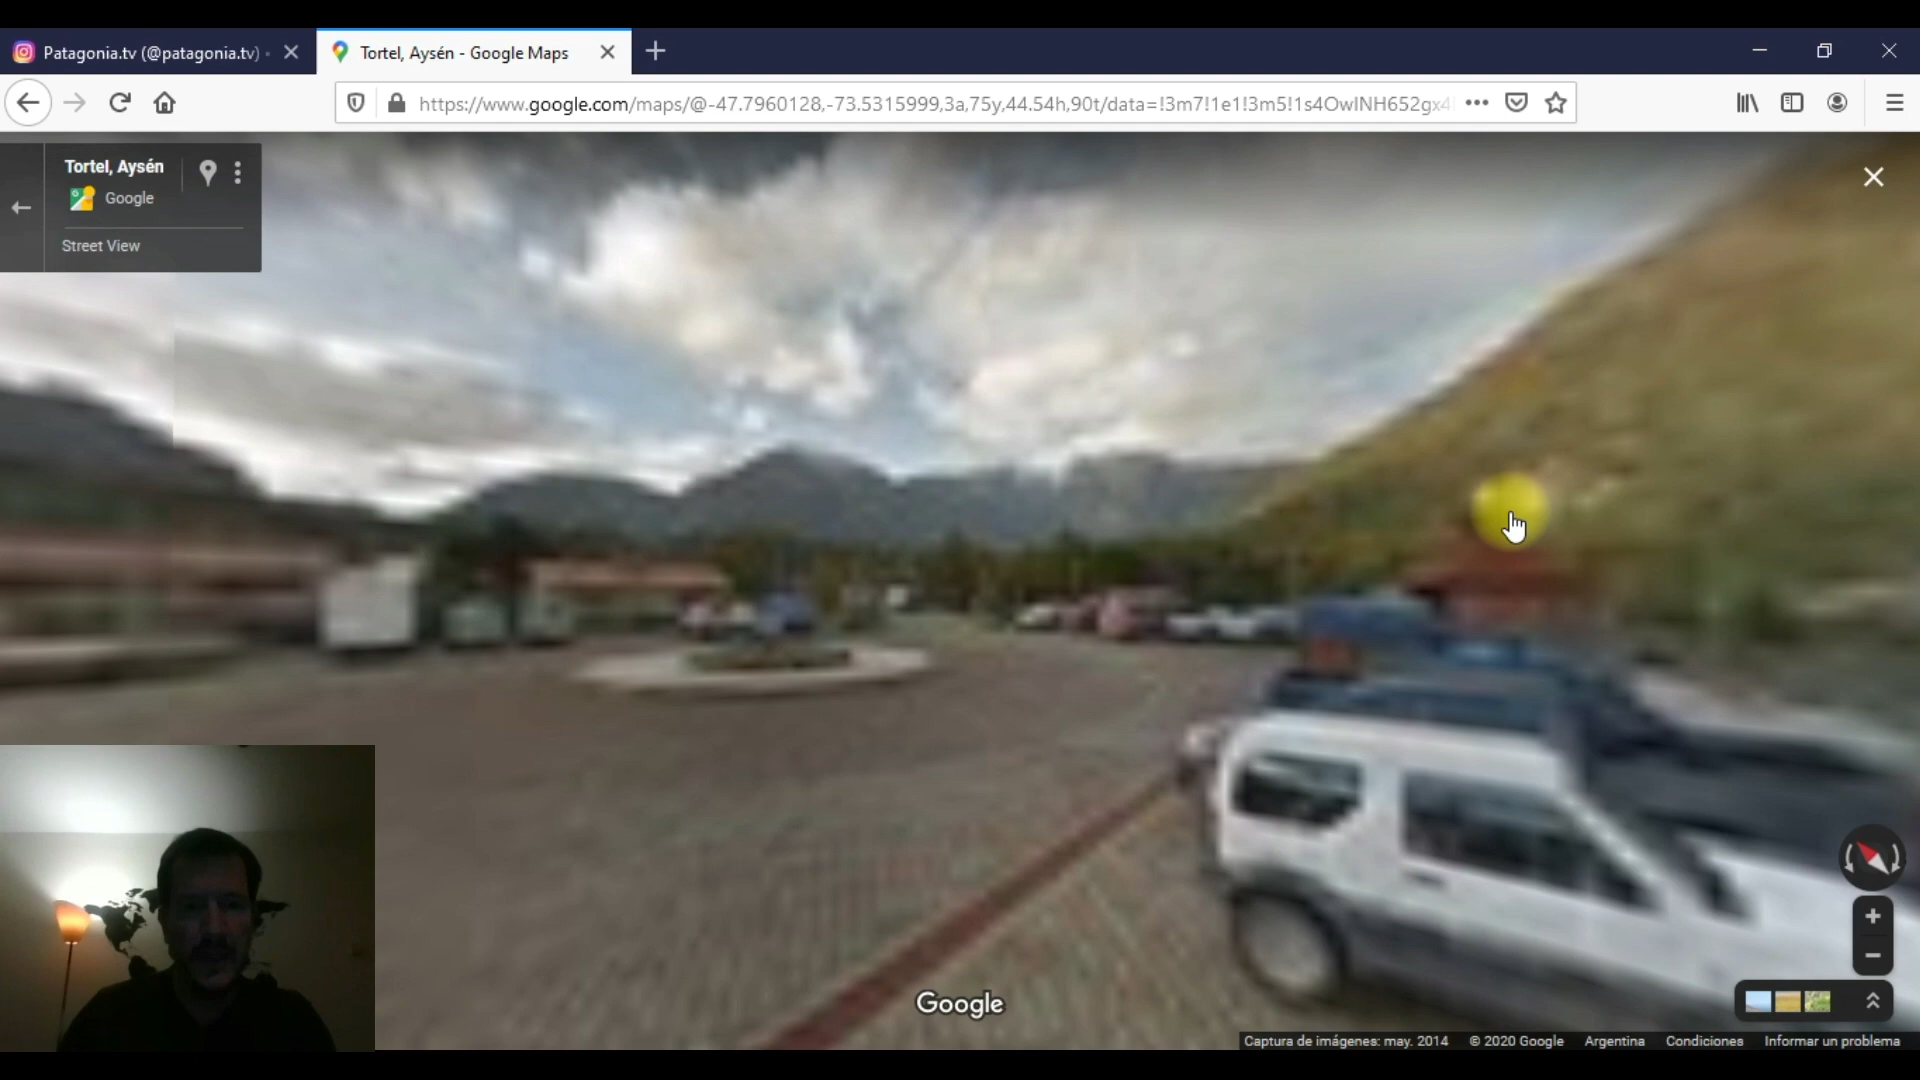 Patagonia.tv (@patagonia.tv) •
Tortel, Aysén - Google Maps
https://www.google.com/maps/@-47.7960128,-73.5315999,3a,75y,44.54h,90t/data=!3m7!1e1!3m5!1s4OwINH652gx4
Tortel, Aysén
Google
Street View
Google
Captura de imágenes: may. 2014 © 2020 Google Argentina Condiciones Informar un problema